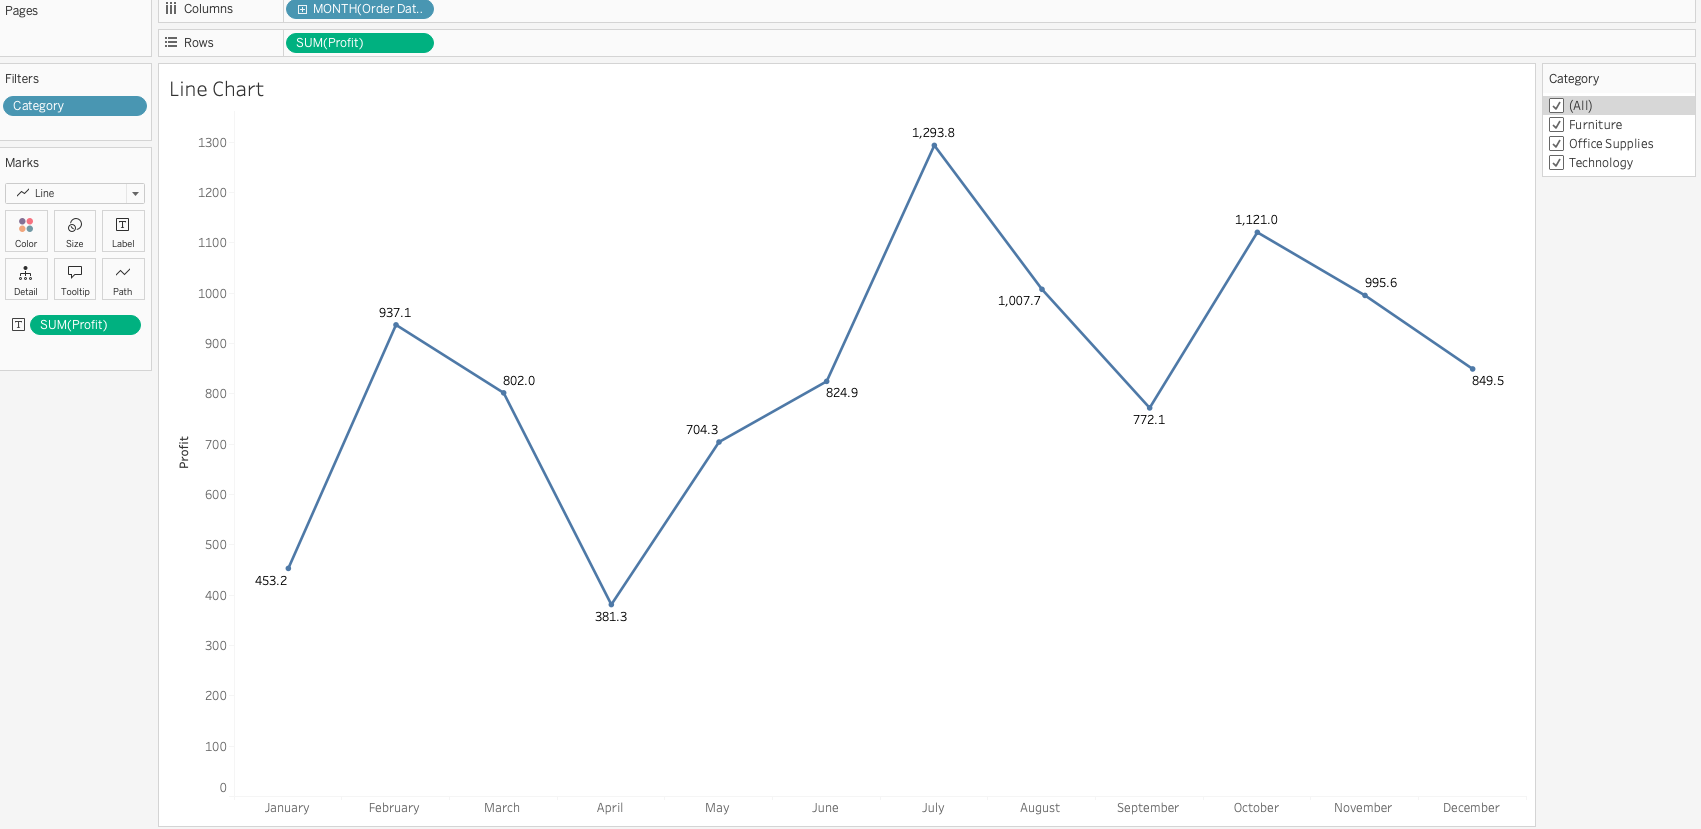 Pages
Columns
MONTH(Order Dat..
Rows
SUM(Profit)
Filters
Category
Marks
Line
Color
Size
Label
Detail
Tooltip
Path
SUM(Profit)
Line Chart
1300
1200
1100
1000
900
800
700
600
500
400
300
200
100
0
Profit
453.2
937.1
802.0
381.3
704.3
824.9
1,293.8
1,007.7
772.1
1,121.0
995.6
849.5
January
February
March
April
May
June
July
August
September
October
November
December
Category
(All)
Furniture
Office Supplies
Technology